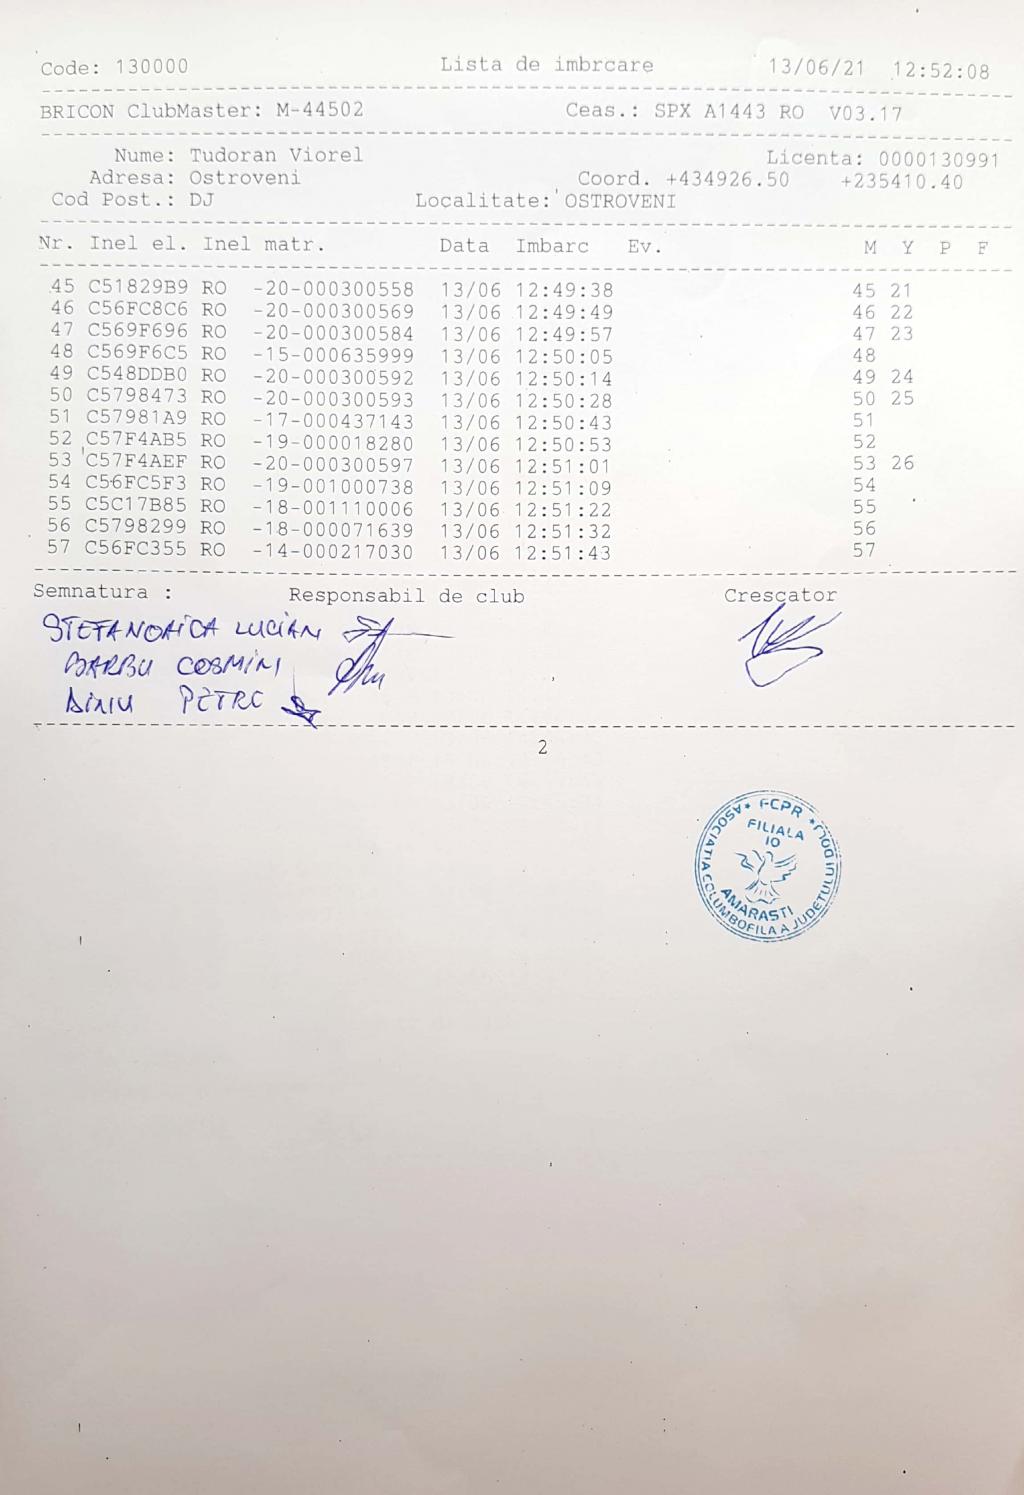 Code: 130000 Lista de imbrcare 13/06/21 12:52:08
BRICON ClubMaster: M-44502 Ceas.: SPX A1443 RO V03.17
Nume: Tudoran Viorel Licenta: 0000130991
Adresa: Ostroveni Coord. +434926.50 +235410.40
Cod Post.: DJ Localitate: OSTROVENI
Nr. Inel el. Inel matr. Data Imbarc Ev. M Y P F
45 C51829B9 RO -20-000300558 13/06 12:49:38 45 21
46 C56FC8C6 RO -20-000300569 13/06 12:49:49 46 22
47 C569F696 RO -20-000300584 13/06 12:49:57 47 23
48 C569F6C5 RO -15-000635999 13/06 12:50:05 48
49 C548DDB0 RO -20-000300592 13/06 12:50:14 49 24
50 C5798473 RO -20-000300593 13/06 12:50:28 50 25
51 C57981A9 RO -17-000437143 13/06 12:50:43 51
52 C57F4AB5 RO -19-000018280 13/06 12:50:53 52
53 C57F4AEF RO -20-000300597 13/06 12:51:01 53 26
54 C56FC5F3 RO -19-001000738 13/06 12:51:09 54
55 C5C17B85 RO -18-001110006 13/06 12:51:22 55
56 C5798299 RO -18-000071639 13/06 12:51:32 56
57 C56FC355 RO -14-000217030 13/06 12:51:43 57
Semnatura : Responsabil de club Crescator
LUCIAN
BARBU COSMIN
PETRE
2
FCPR
ASOCIATIA COLUMBOFILA A JUDETULUI DOLJ
FILIALA
10
AMARASTI